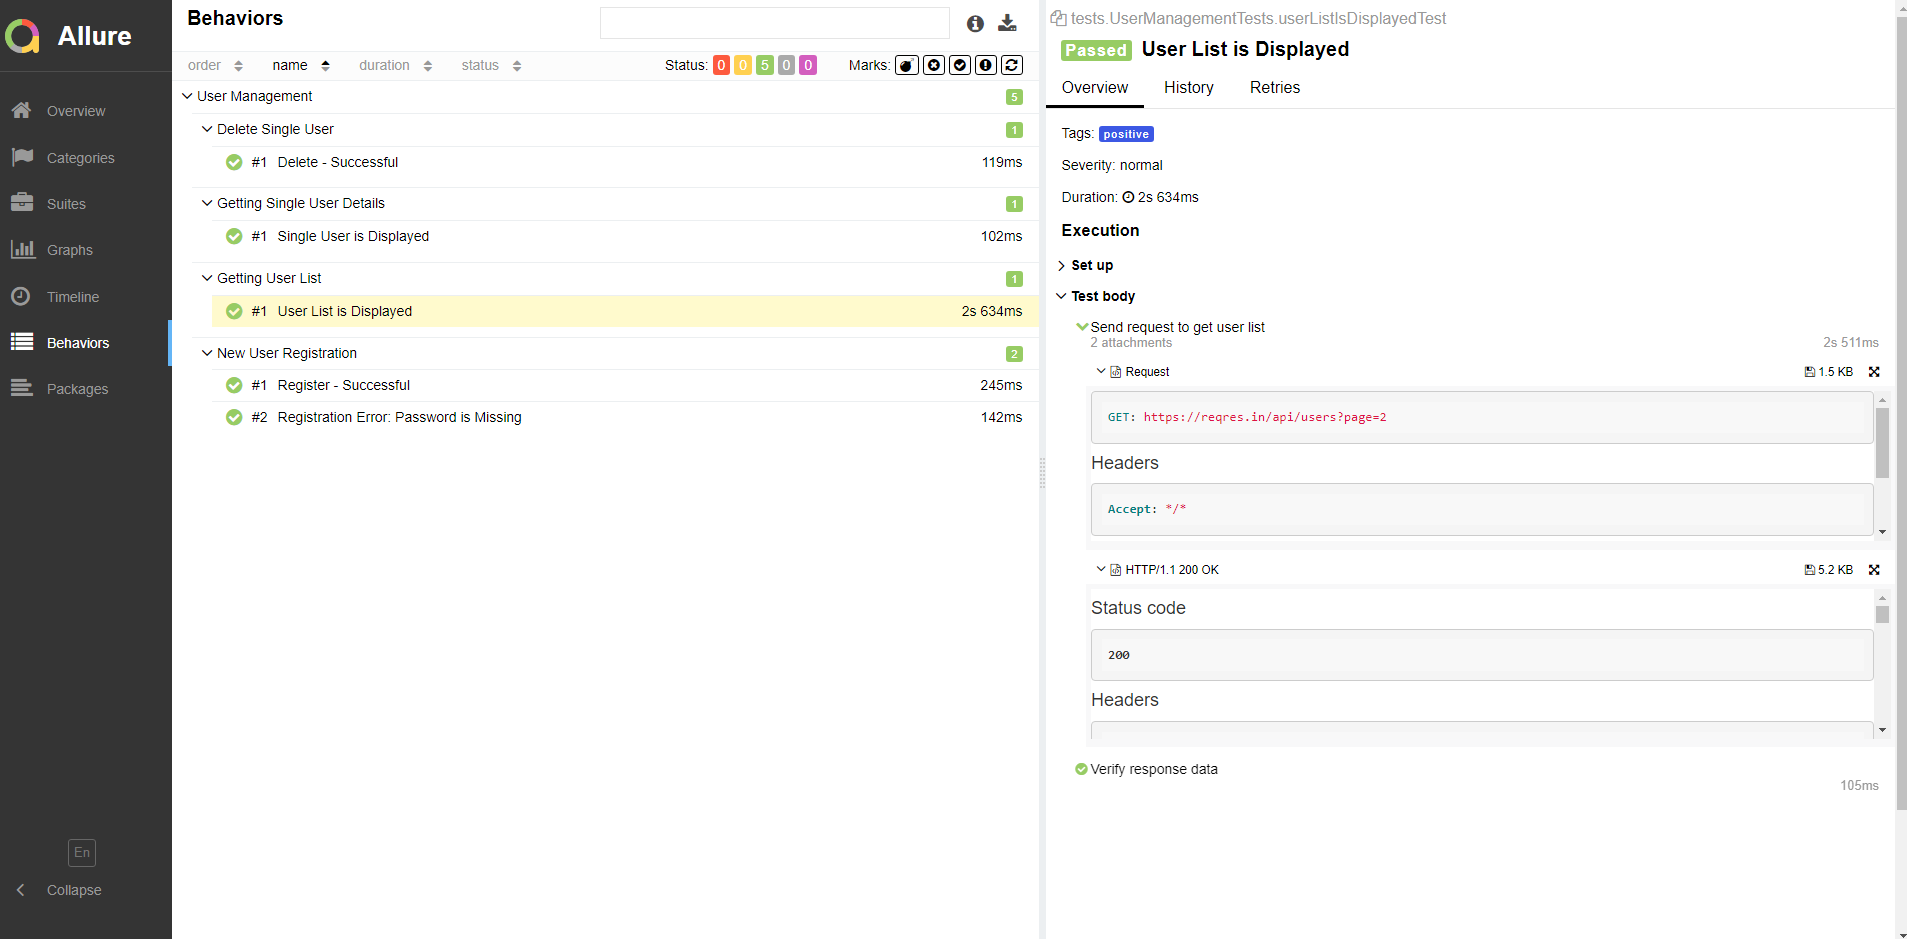 Allure
Overview
Categories
Suites
Graphs
Timeline
Behaviors
Packages
En
Collapse
Behaviors
order name duration status Status: 0 0 5 0 0 Marks:
User Management 5
Delete Single User 1
#1 Delete - Successful 119ms
Getting Single User Details 1
#1 Single User is Displayed 102ms
Getting User List 1
#1 User List is Displayed 2s 634ms
New User Registration 2
#1 Register - Successful 245ms
#2 Registration Error: Password is Missing 142ms
tests.UserManagementTests.userListIsDisplayedTest
Passed User List is Displayed
Overview History Retries
Tags: positive
Severity: normal
Duration: 2s 634ms
Execution
Set up
Test body
Send request to get user list
2 attachments 2s 511ms
Request 1.5 KB
GET: https://reqres.in/api/users?page=2
Headers
Accept: */*
HTTP/1.1 200 OK 5.2 KB
Status code
200
Headers
Verify response data
105ms